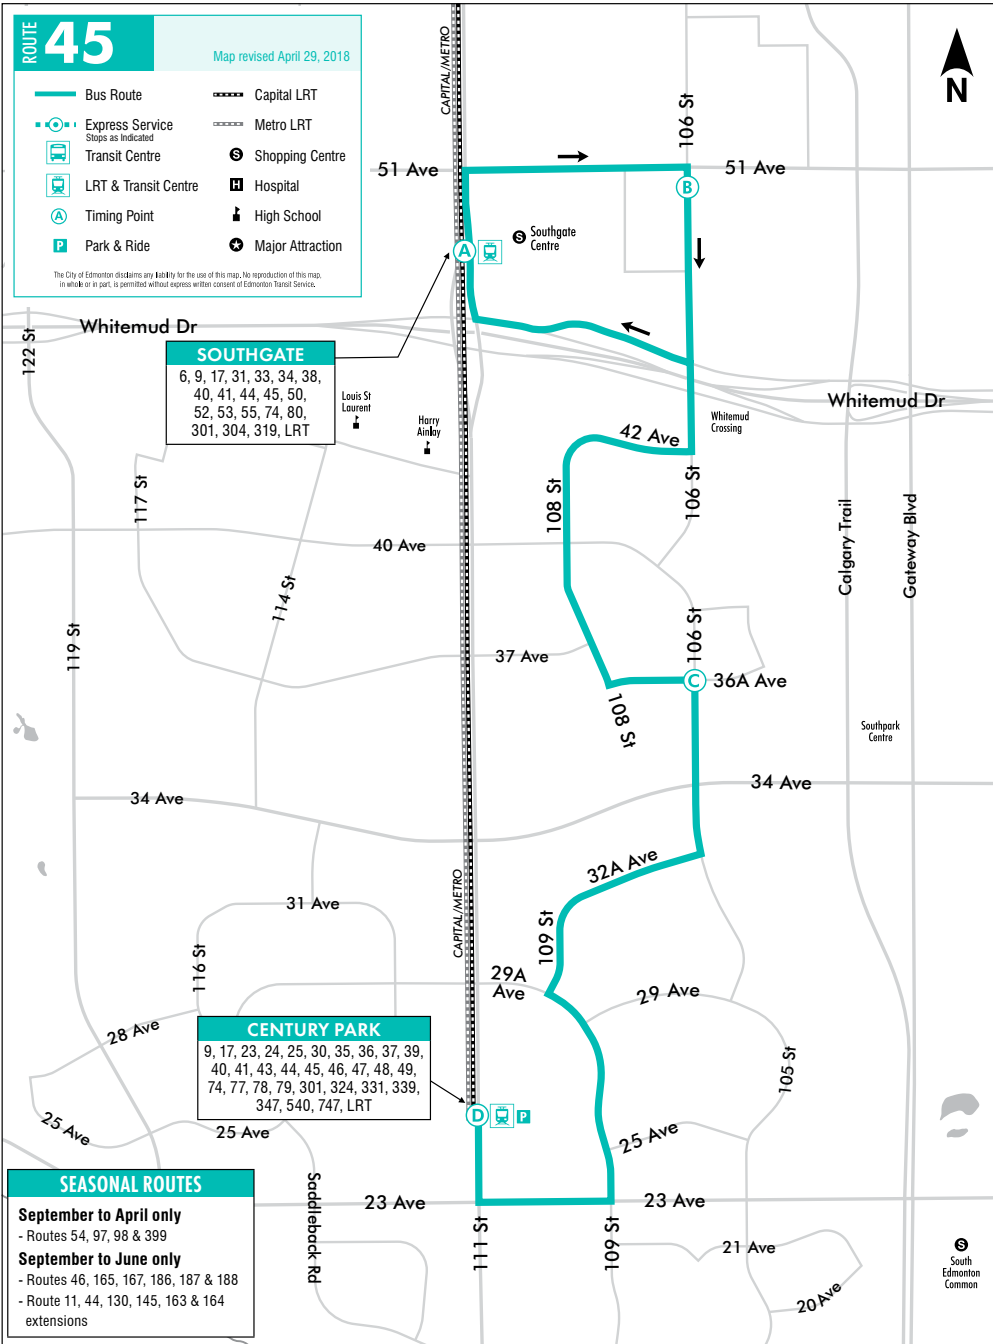 ROUTE 45
Map revised April 29, 2018
Bus Route
Capital LRT
Express Service
Stops as Indicated
Metro LRT
Transit Centre
S Shopping Centre
LRT & Transit Centre
H Hospital
A Timing Point
High School
P Park & Ride
Major Attraction
The City of Edmonton disclaims any liability for the use of this map. No reproduction of this map,
in whole or in part, is permitted without express written consent of Edmonton Transit Service.
CAPITAL/METRO
106 St
N
51 Ave
51 Ave
B
A
S Southgate
Centre
122 St
Whitemud Dr
SOUTHGATE
6, 9, 17, 31, 33, 34, 38,
40, 41, 44, 45, 50,
52, 53, 55, 74, 80,
301, 304, 319, LRT
Louis St
Laurent
Harry
Ainlay
Whitemud Dr
Whitemud
Crossing
42 Ave
117 St
108 St
106 St
Calgary Trail
Gateway Blvd
40 Ave
114 St
119 St
37 Ave
106 St
C
36A Ave
108 St
Southpark
Centre
34 Ave
34 Ave
32A Ave
CAPITAL/METRO
31 Ave
109 St
116 St
29A
Ave
29 Ave
28 Ave
105 St
CENTURY PARK
9, 17, 23, 24, 25, 30, 35, 36, 37, 39,
40, 41, 43, 44, 45, 46, 47, 48, 49,
74, 77, 78, 79, 301, 324, 331, 339,
347, 540, 747, LRT
D
P
25 Ave
25 Ave
25 Ave
SEASONAL ROUTES
September to April only
- Routes 54, 97, 98 & 399
September to June only
- Routes 46, 165, 167, 186, 187 & 188
- Route 11, 44, 130, 145, 163 & 164
extensions
Saddleback Rd
23 Ave
23 Ave
111 St
109 St
21 Ave
20 Ave
S
South
Edmonton
Common